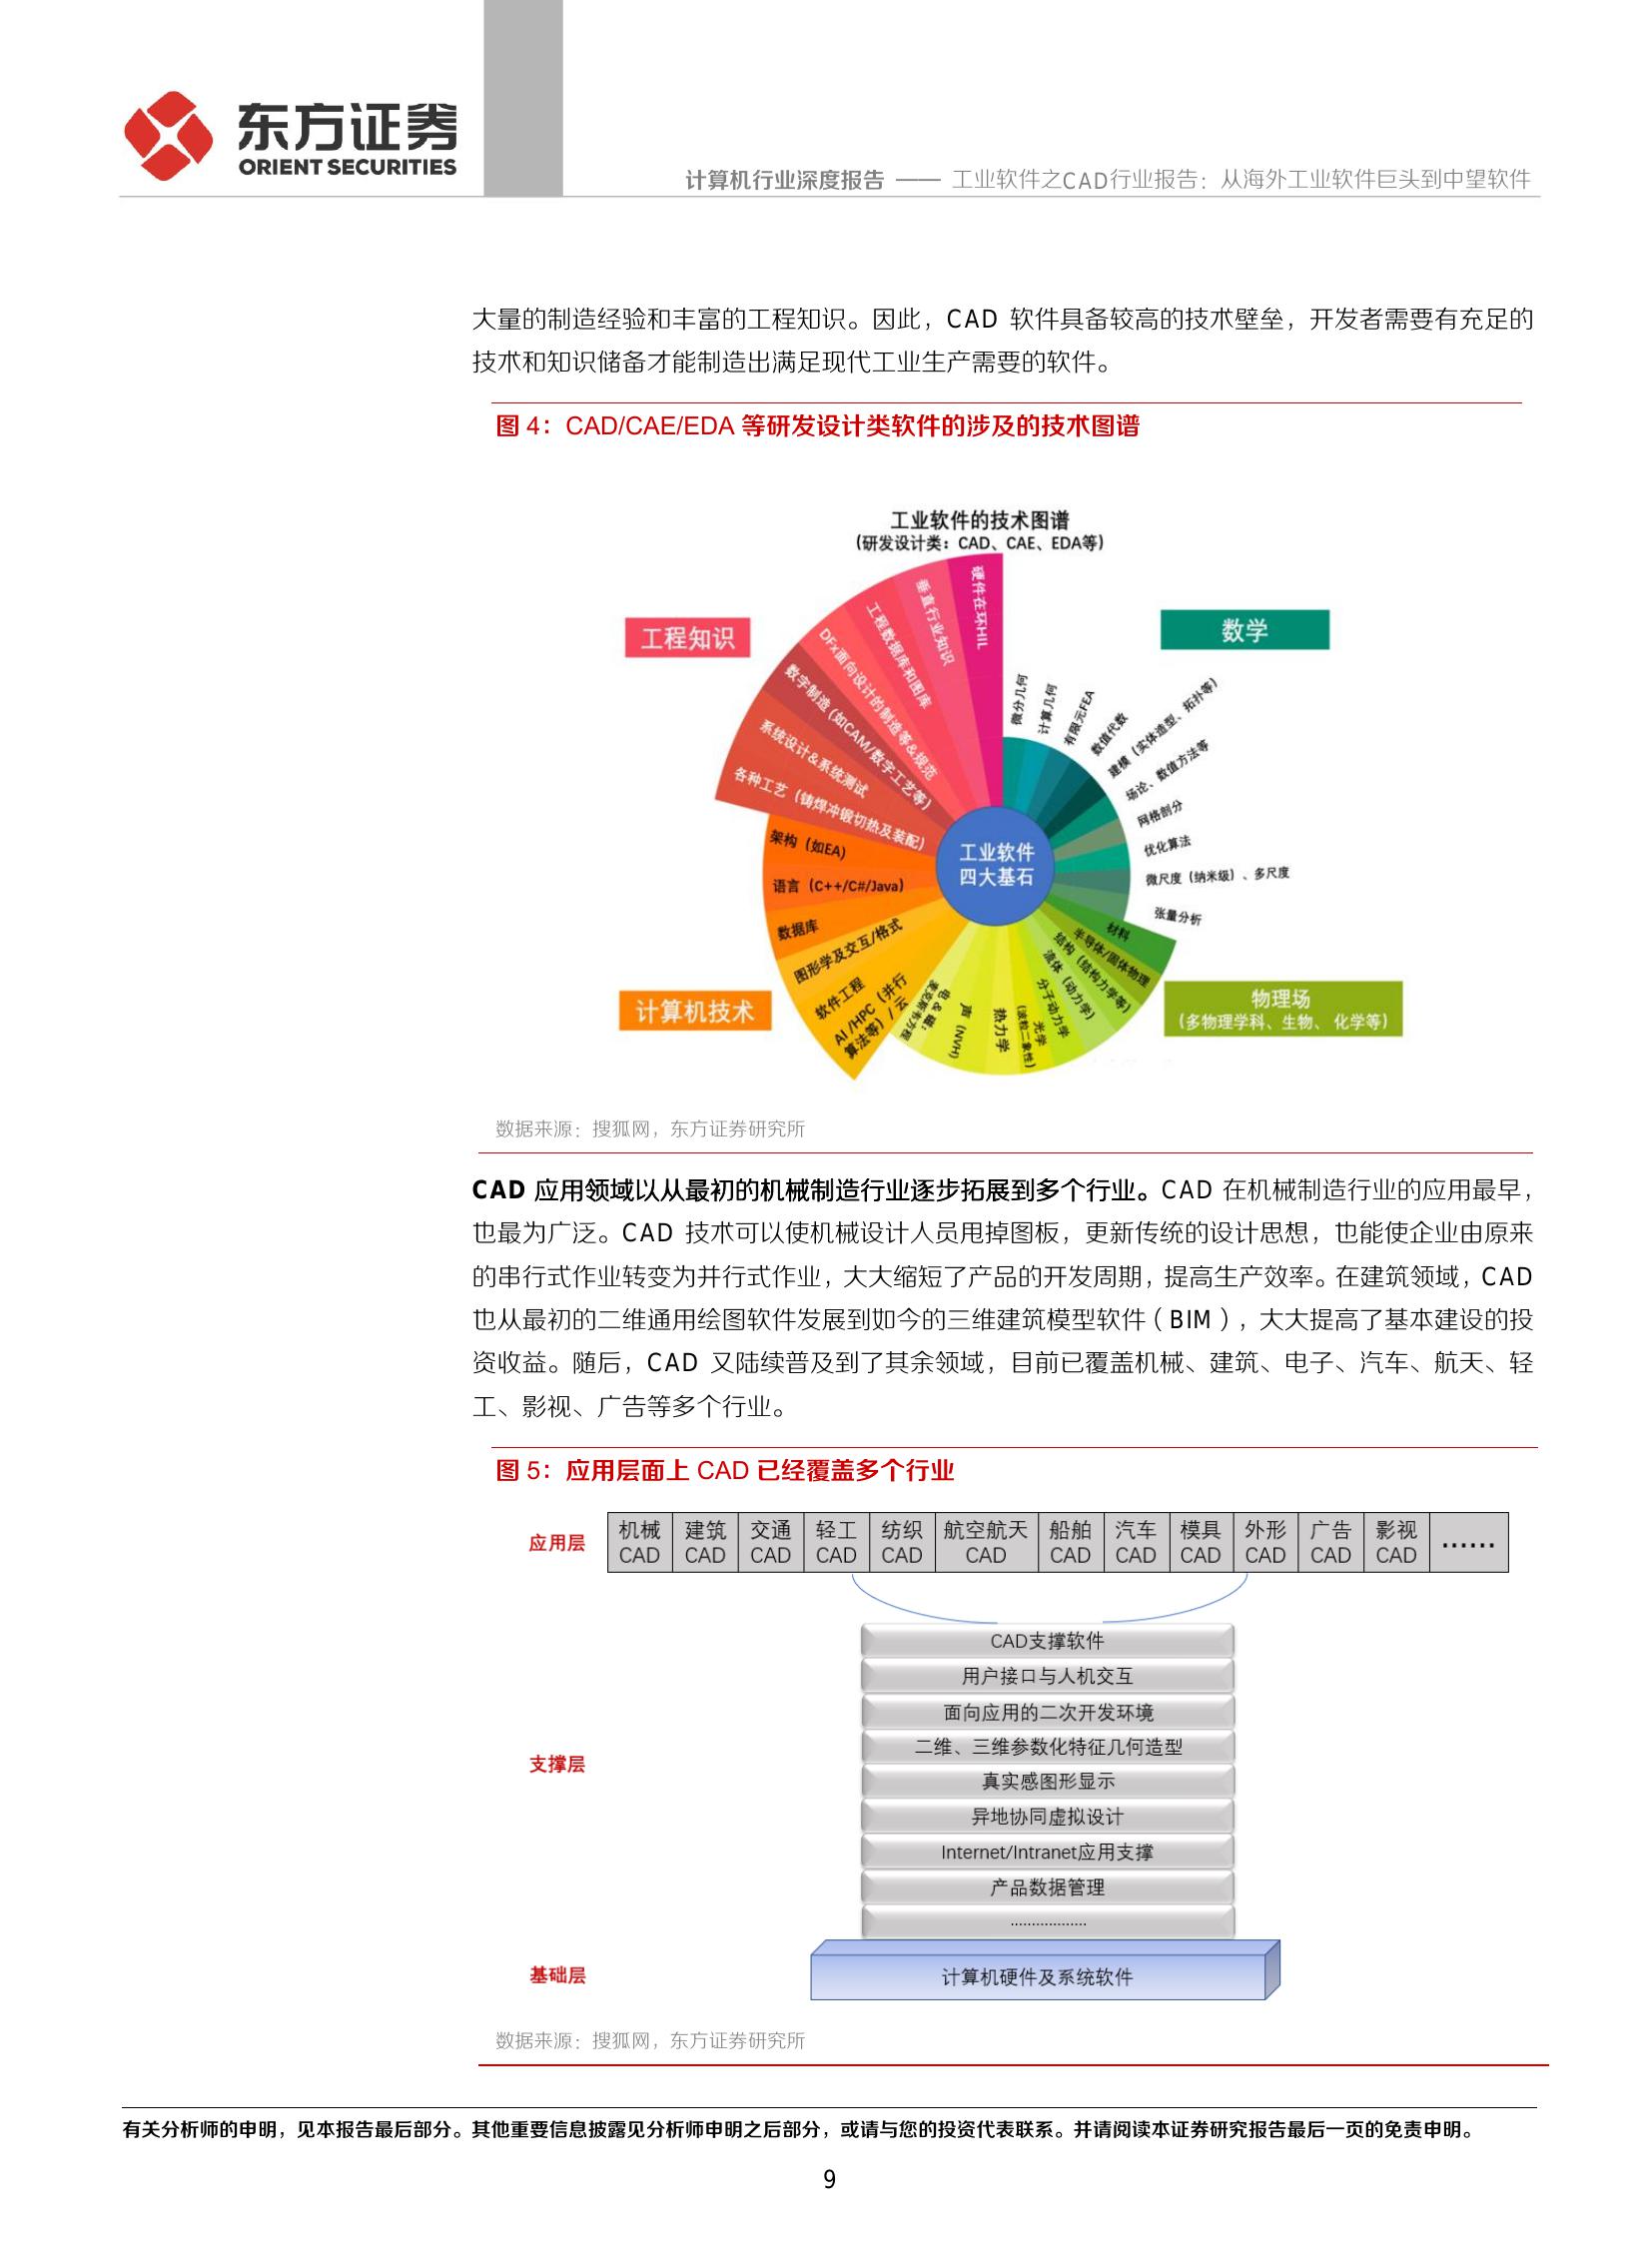 东方证券
ORIENT SECURITIES
计算机行业深度报告 —— 工业软件之CAD行业报告：从海外工业软件巨头到中望软件
大量的制造经验和丰富的工程知识。因此，CAD 软件具备较高的技术壁垒，开发者需要有充足的
技术和知识储备才能制造出满足现代工业生产需要的软件。
图 4：CAD/CAE/EDA 等研发设计类软件的涉及的技术图谱
工业软件的技术图谱
（研发设计类：CAD、CAE、EDA等）
工程知识
硬件在环HIL
垂直行业知识
工程数据库和图库
DFx面向设计的制造等&规范
数字制造（如CAM/数字工艺等）
系统设计&系统测试
各种工艺（铸焊冲锻切热及装配）
数学
微分几何
计算几何
有限元FEA
数值代数
建模（实体造型、拓扑等）
场论、数值方法等
网格剖分
优化算法
微尺度（纳米级）、多尺度
张量分析
工业软件
四大基石
计算机技术
架构（如EA）
语言（C++/C#/Java）
数据库
图形学及交互/格式
软件工程
AI /HPC（并行
算法等）/ 云
物理场
（多物理学科、生物、 化学等）
材料
半导体/固体物理
结构（结构力学等）
流体（动力学）
分子动力学
光学
（波粒二象性）
热力学
声（NVH）
电&磁：
麦克斯韦方程
数据来源：搜狐网，东方证券研究所
CAD 应用领域以从最初的机械制造行业逐步拓展到多个行业。CAD 在机械制造行业的应用最早，
也最为广泛。CAD 技术可以使机械设计人员甩掉图板，更新传统的设计思想，也能使企业由原来
的串行式作业转变为并行式作业，大大缩短了产品的开发周期，提高生产效率。在建筑领域，CAD
也从最初的二维通用绘图软件发展到如今的三维建筑模型软件（BIM），大大提高了基本建设的投
资收益。随后，CAD 又陆续普及到了其余领域，目前已覆盖机械、建筑、电子、汽车、航天、轻
工、影视、广告等多个行业。
图 5：应用层面上 CAD 已经覆盖多个行业
应用层
机械 CAD
建筑 CAD
交通 CAD
轻工 CAD
纺织 CAD
航空航天 CAD
船舶 CAD
汽车 CAD
模具 CAD
外形 CAD
广告 CAD
影视 CAD
······
支撑层
CAD支撑软件
用户接口与人机交互
面向应用的二次开发环境
二维、三维参数化特征几何造型
真实感图形显示
异地协同虚拟设计
Internet/Intranet应用支撑
产品数据管理
..................
基础层
计算机硬件及系统软件
数据来源：搜狐网，东方证券研究所
有关分析师的申明，见本报告最后部分。其他重要信息披露见分析师申明之后部分，或请与您的投资代表联系。并请阅读本证券研究报告最后一页的免责申明。
9